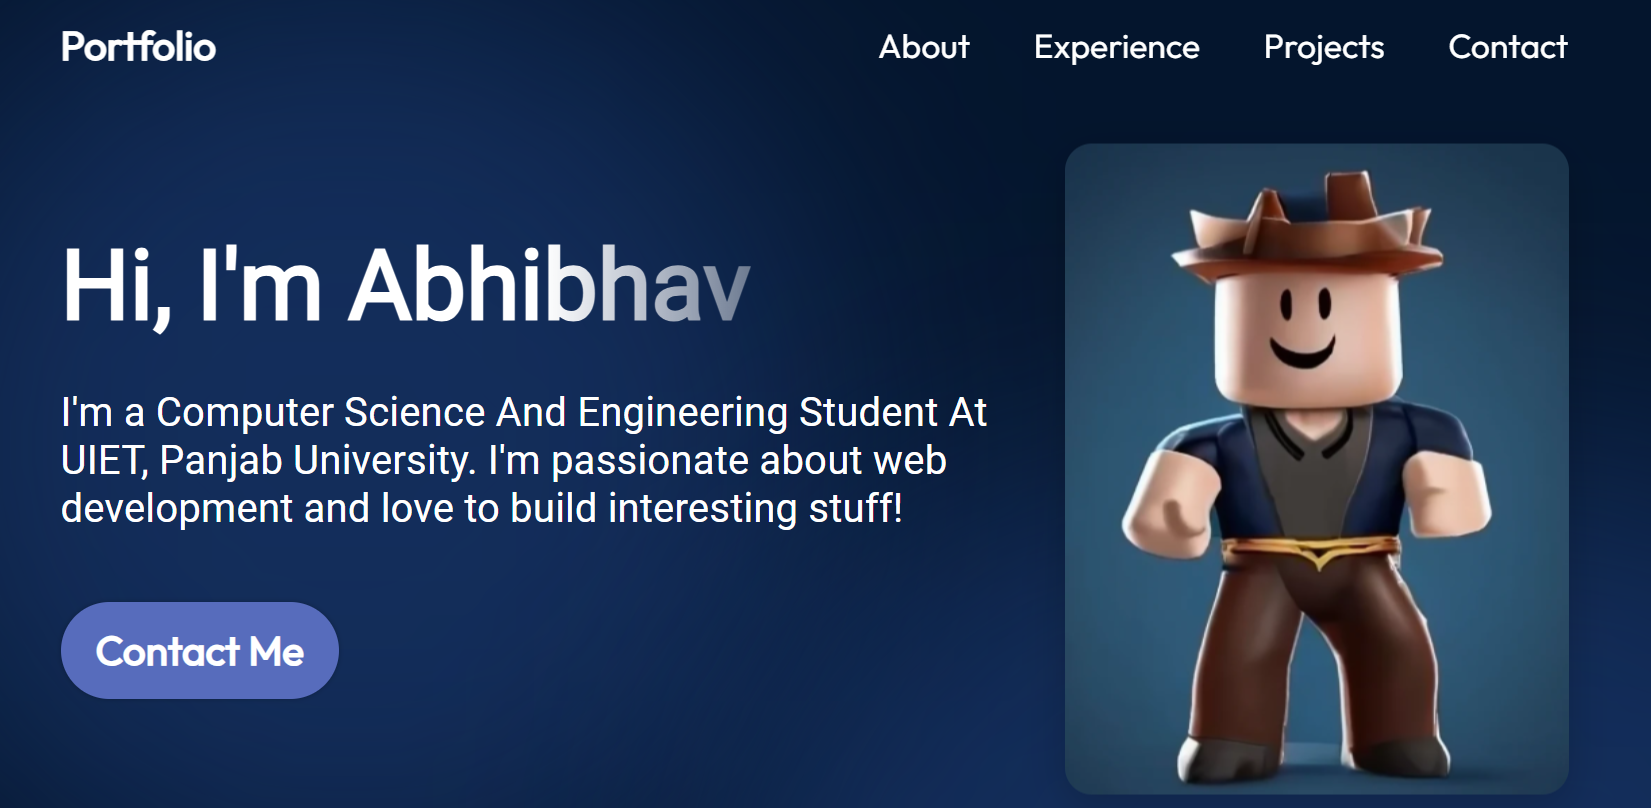 Portfolio
About
Experience
Projects
Contact
Hi, I'm Abhibhav
I'm a Computer Science And Engineering Student At
UIET, Panjab University. I'm passionate about web
development and love to build interesting stuff!
Contact Me